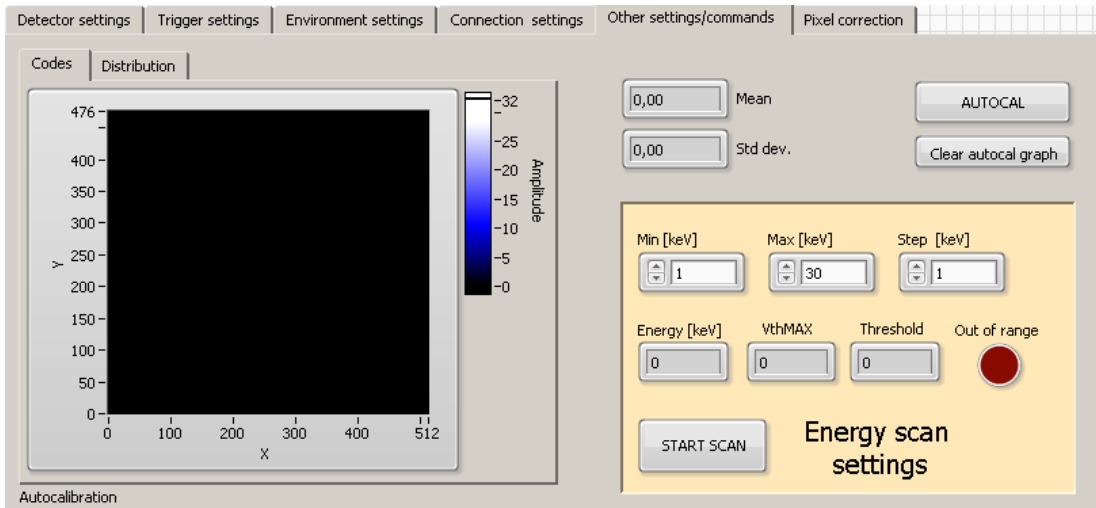 Detector settings Trigger settings Environment settings Connection settings Other settings/commands Pixel correction
Codes Distribution
476
400
350
300
250
200
150
100
50
0
Y
0 100 200 300 400 512
X
32
25
20
15
10
5
0
Amplitude
Autocalibration
0,00 Mean
0,00 Std dev.
AUTOCAL
Clear autocal graph
Min [keV] Max [keV] Step [keV]
1 30 1
Energy [keV] VthMAX Threshold Out of range
0 0 0
START SCAN
Energy scan
settings